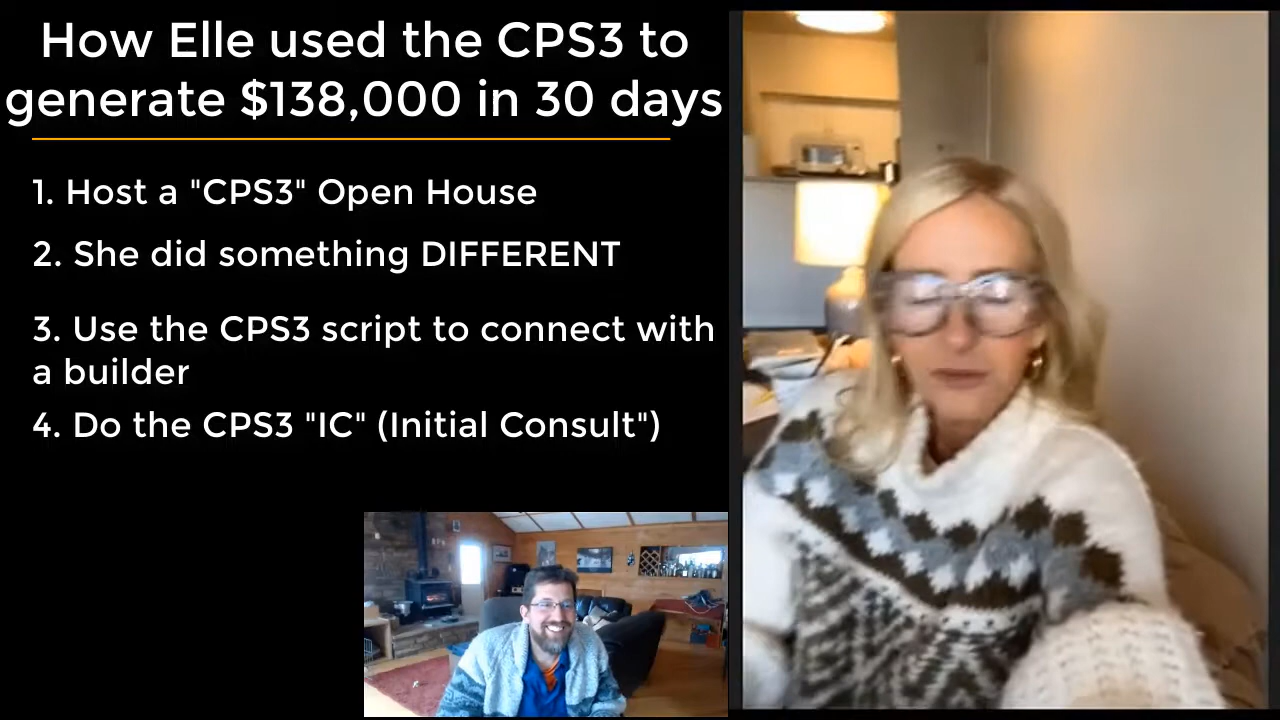 How Elle used the CPS3 to
generate $138,000 in 30 days
1. Host a "CPS3" Open House
2. She did something DIFFERENT
3. Use the CPS3 script to connect with
a builder
4. Do the CPS3 "IC" (Initial Consult")